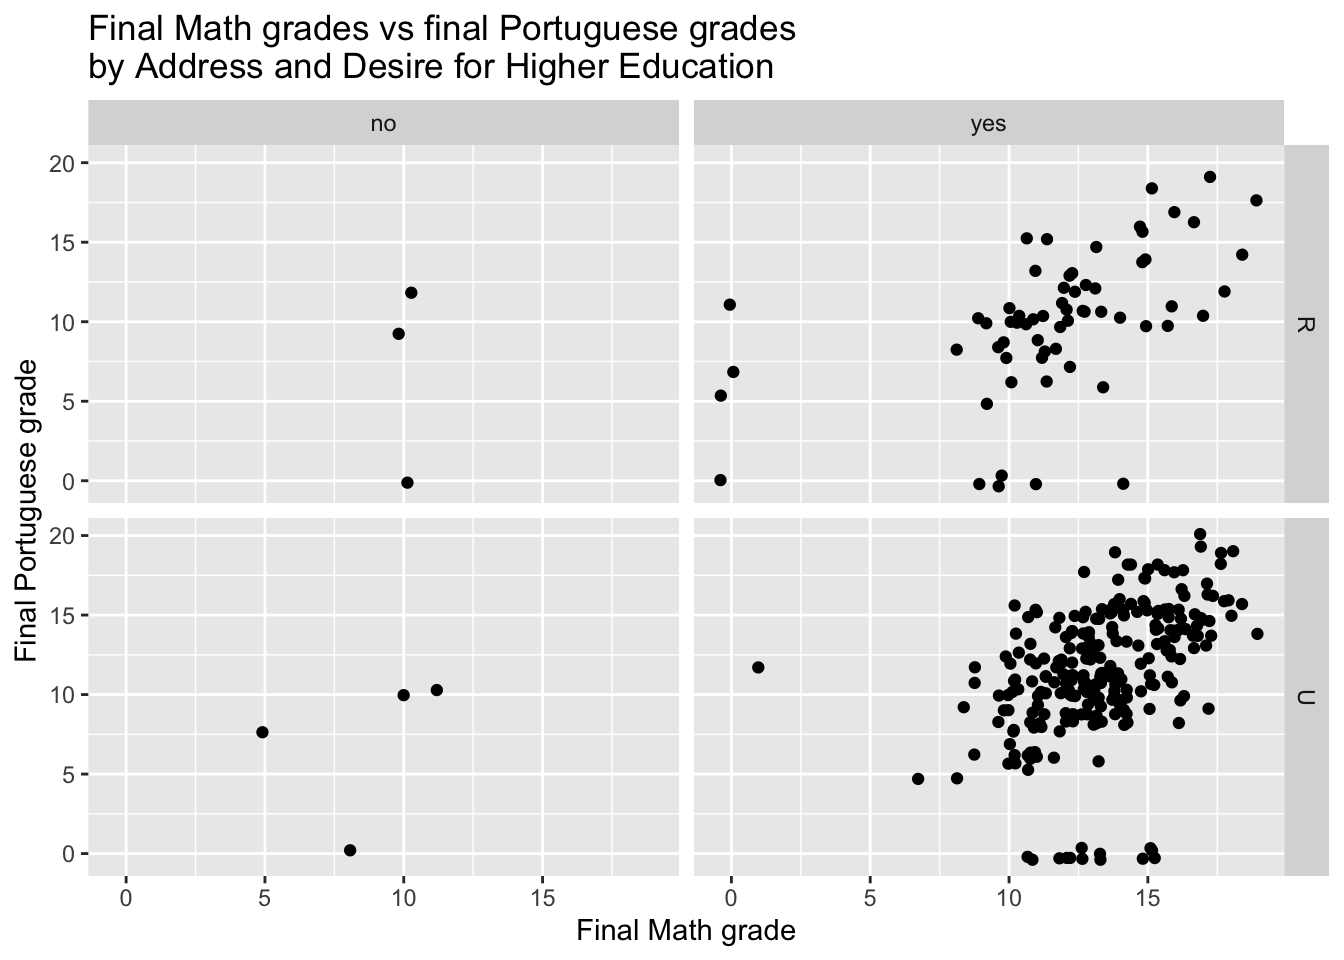 Final Math grades vs final Portuguese grades
by Address and Desire for Higher Education
no
yes
20
15
10
5
0
R
20
15
10
5
0
U
Final Portuguese grade
0
5
10
15
0
5
10
15
Final Math grade